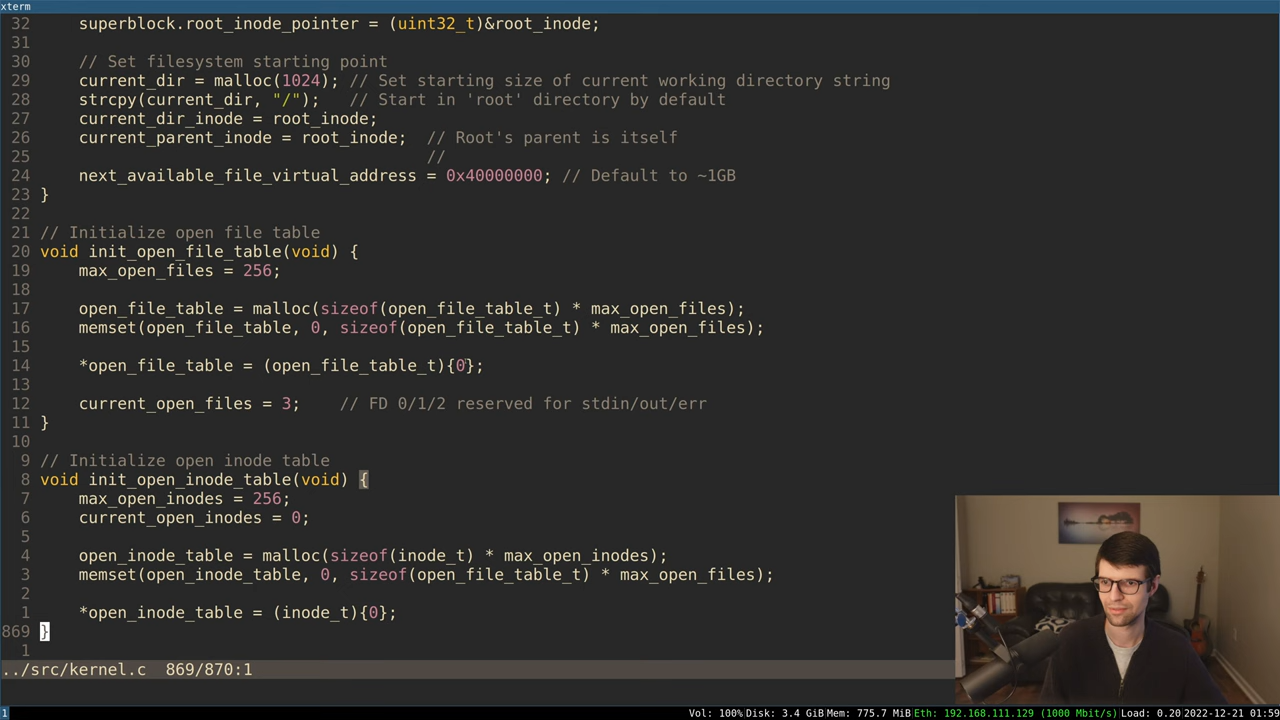 xterm
32 superblock.root_inode_pointer = (uint32_t)&root_inode;
31
30 // Set filesystem starting point
29 current_dir = malloc(1024); // Set starting size of current working directory string
28 strcpy(current_dir, "/"); // Start in 'root' directory by default
27 current_dir_inode = root_inode;
26 current_parent_inode = root_inode; // Root's parent is itself
25 //
24 next_available_file_virtual_address = 0x40000000; // Default to ~1GB
23 }
22
21 // Initialize open file table
20 void init_open_file_table(void) {
19 max_open_files = 256;
18
17 open_file_table = malloc(sizeof(open_file_table_t) * max_open_files);
16 memset(open_file_table, 0, sizeof(open_file_table_t) * max_open_files);
15
14 *open_file_table = (open_file_table_t){0};
13
12 current_open_files = 3; // FD 0/1/2 reserved for stdin/out/err
11 }
10
9 // Initialize open inode table
8 void init_open_inode_table(void) {
7 max_open_inodes = 256;
6 current_open_inodes = 0;
5
4 open_inode_table = malloc(sizeof(inode_t) * max_open_inodes);
3 memset(open_inode_table, 0, sizeof(open_file_table_t) * max_open_files);
2
1 *open_inode_table = (inode_t){0};
869 }
1
../src/kernel.c 869/870:1
1 Vol: 100% Disk: 3.4 GiB Mem: 775.7 MiB Eth: 192.168.111.129 (1000 Mbit/s) Load: 0.20 2022-12-21 01:59